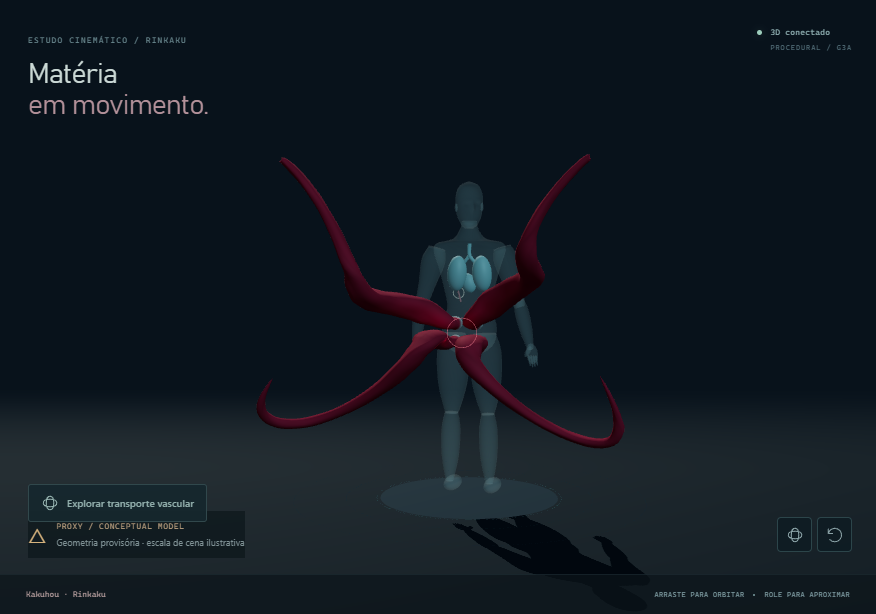 ESTUDO CINEMÁTICO / RINKAKU
Matéria
em movimento.
3D conectado
PROCEDURAL / G3A
Explorar transporte vascular
PROXY / CONCEPTUAL MODEL
Geometria provisória · escala de cena ilustrativa
Kakuhou · Rinkaku
ARRASTE PARA ORBITAR • ROLE PARA APROXIMAR